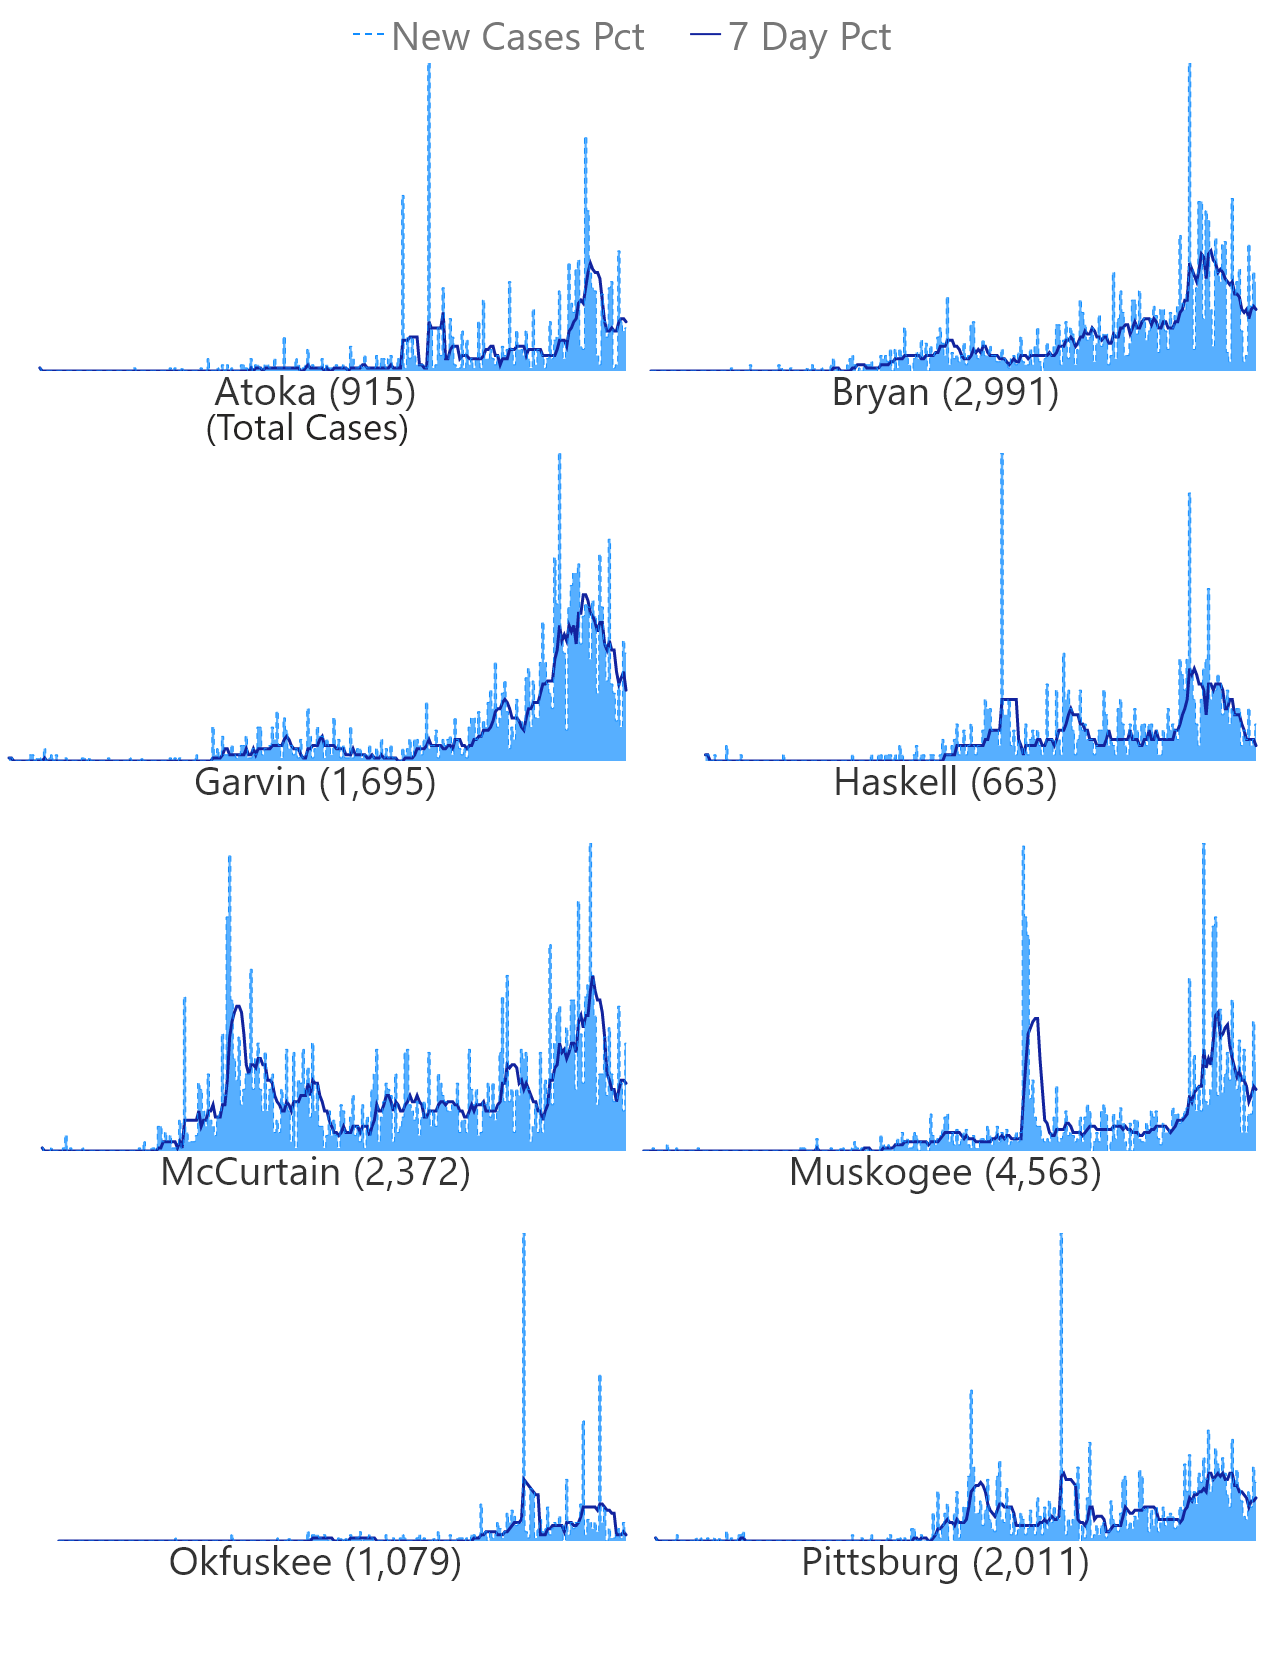 New Cases Pct 7 Day Pct
Atoka (915)
(Total Cases)
Bryan (2,991)
Garvin (1,695)
Haskell (663)
McCurtain (2,372)
Muskogee (4,563)
Okfuskee (1,079)
Pittsburg (2,011)